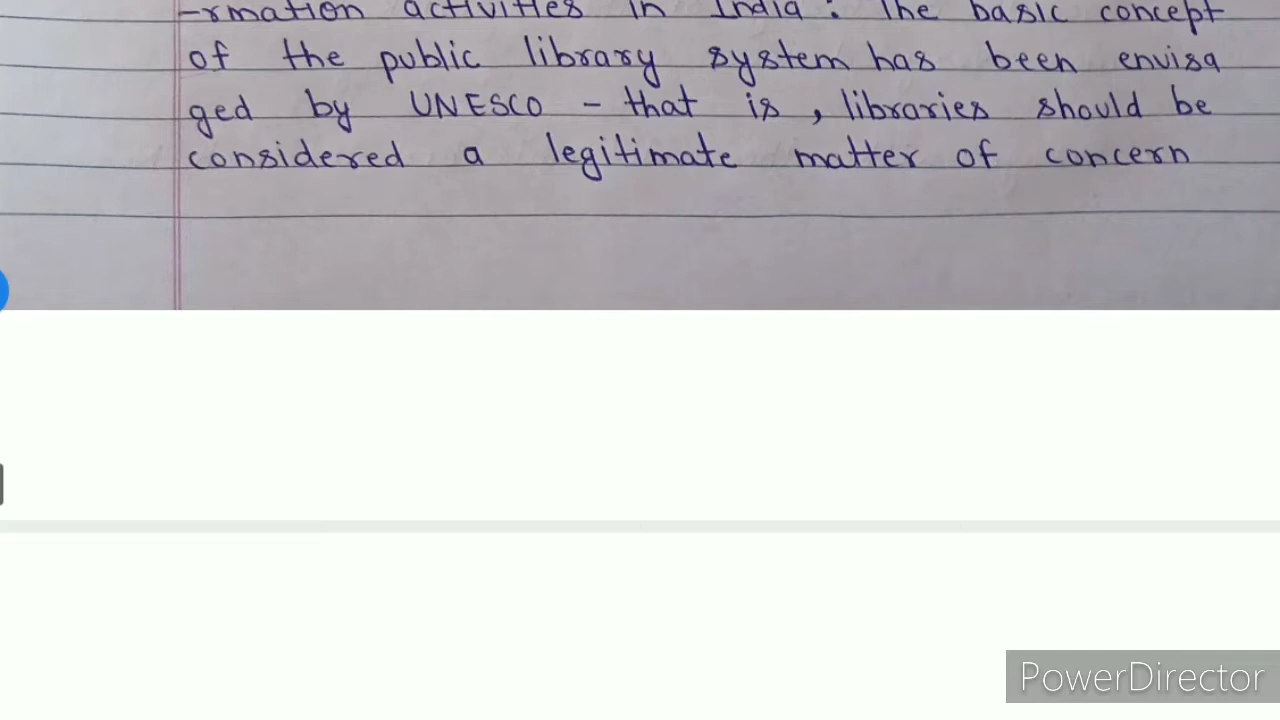 -rmation activities in India. The basic concept
of the public library system has been envisa
ged by UNESCO - that is, libraries should be
considered a legitimate matter of concern
PowerDirector